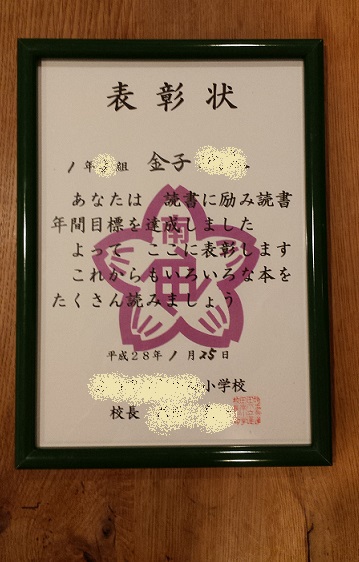 表彰状
1年 組 金子
あなたは 読書に励み読書
年間目標を達成しました
よって ここに表彰します
これからもいろいろな本を
たくさん読みましょう
平成28年1月25日
小学校
校長